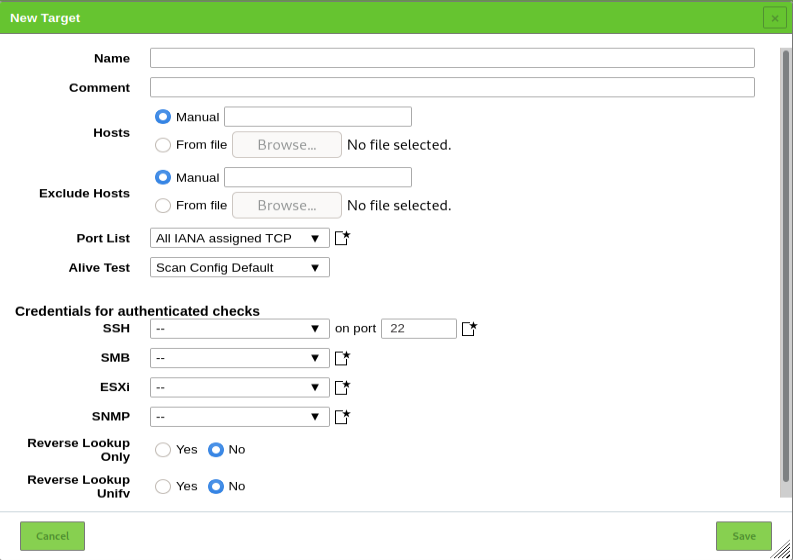 New Target ×
Name
Comment
Hosts
Manual
From file Browse... No file selected.
Exclude Hosts
Manual
From file Browse... No file selected.
Port List All IANA assigned TCP ▼
Alive Test Scan Config Default ▼
Credentials for authenticated checks
SSH -- ▼ on port 22
SMB -- ▼
ESXi -- ▼
SNMP -- ▼
Reverse Lookup
Only
Yes No
Reverse Lookup
Unify
Yes No
Cancel Save